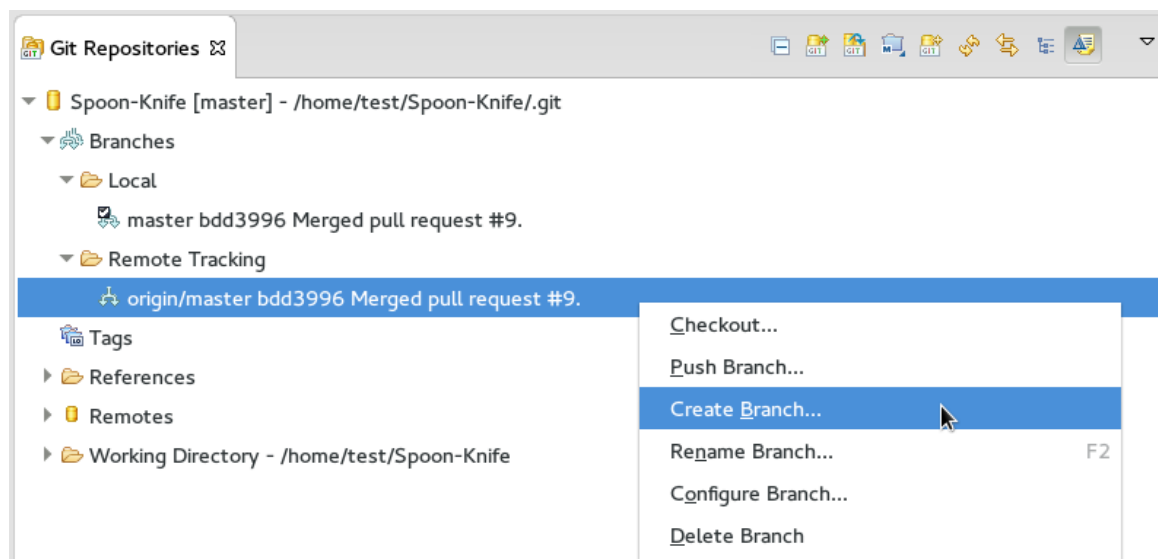 Git Repositories
Spoon-Knife [master] - /home/test/Spoon-Knife/.git
Branches
Local
master bdd3996 Merged pull request #9.
Remote Tracking
origin/master bdd3996 Merged pull request #9.
Tags
References
Remotes
Working Directory - /home/test/Spoon-Knife
Checkout...
Push Branch...
Create Branch...
Rename Branch... F2
Configure Branch...
Delete Branch